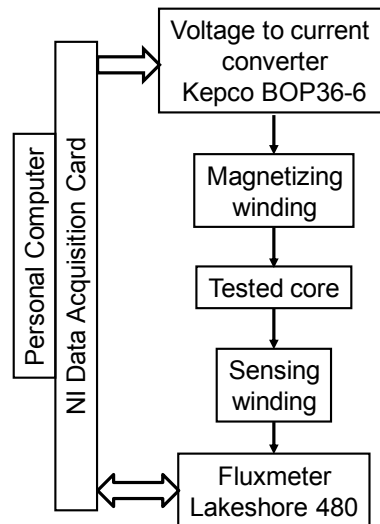 Personal Computer
NI Data Acquisition Card
Voltage to current
converter
Kepco BOP36-6
Magnetizing
winding
Tested core
Sensing
winding
Fluxmeter
Lakeshore 480